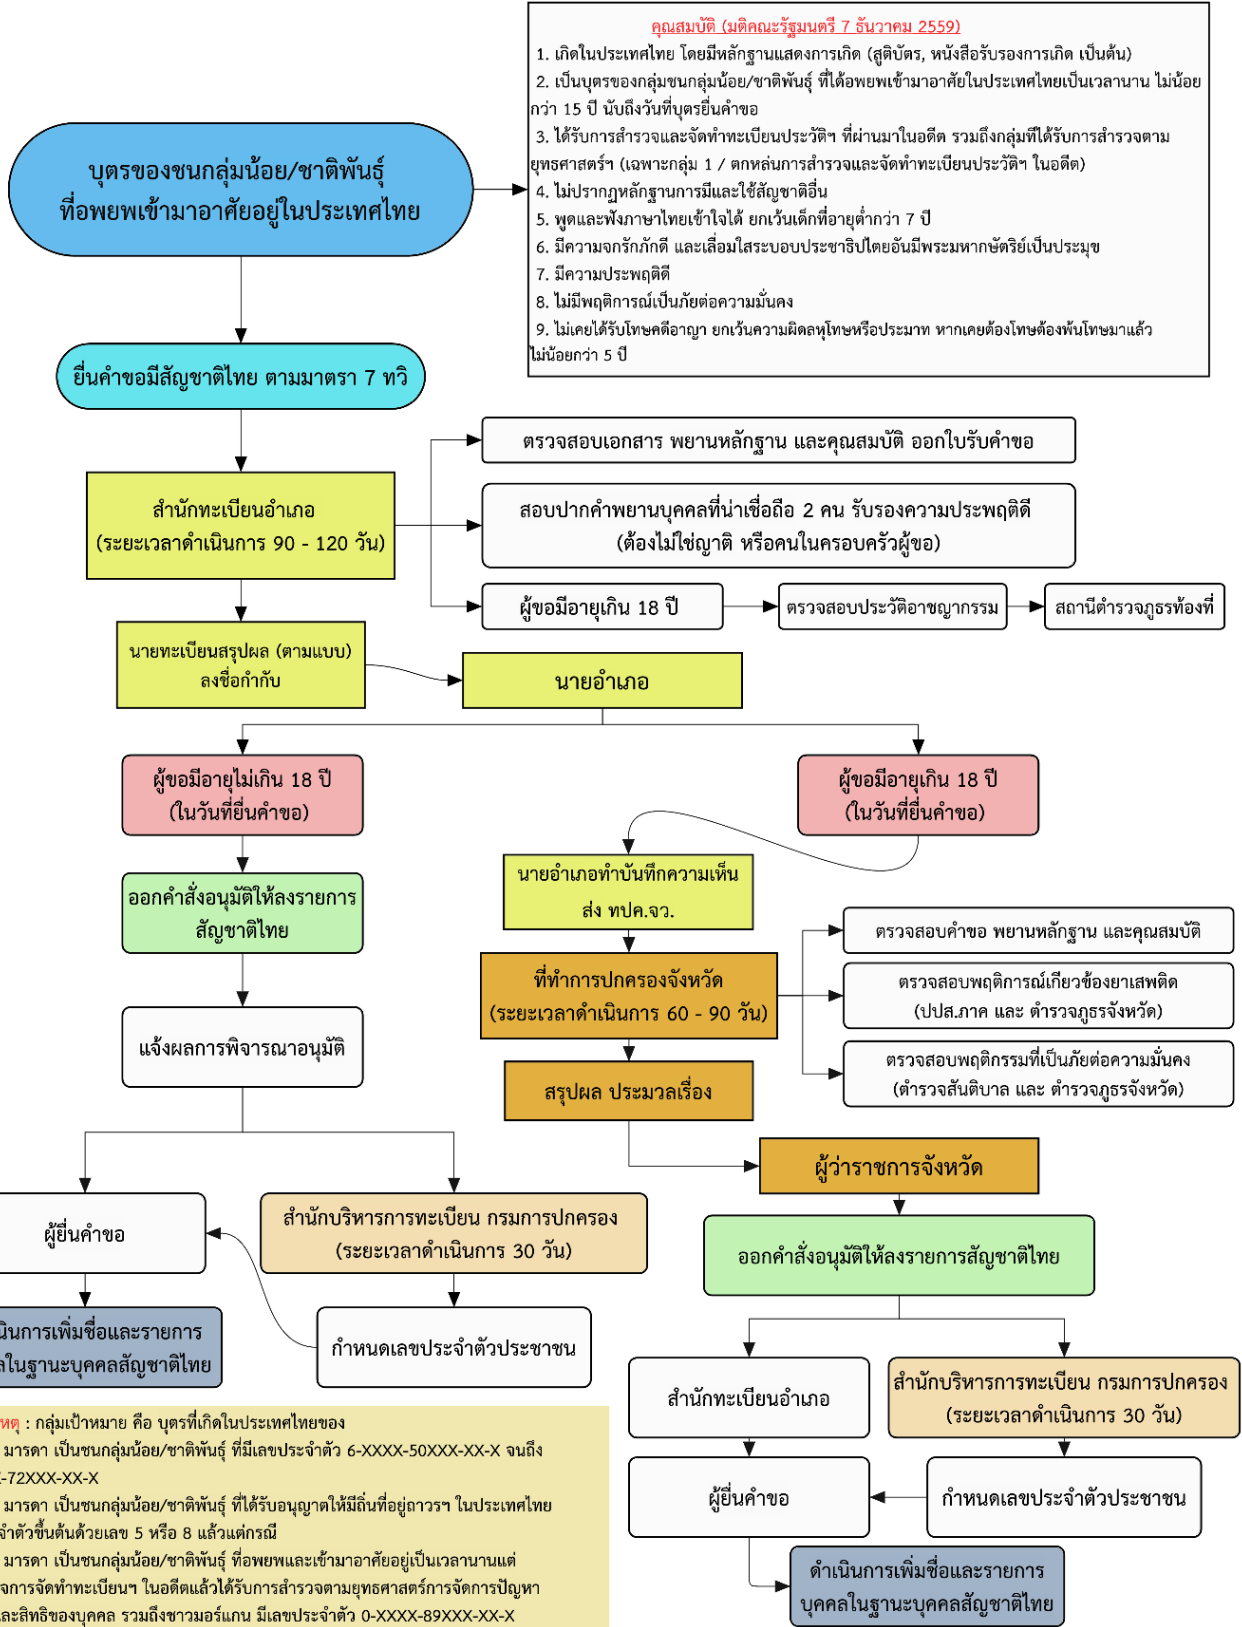 คุณสมบัติ (มติคณะรัฐมนตรี 7 ธันวาคม 2559)
1. เกิดในประเทศไทย โดยมีหลักฐานแสดงการเกิด (สูติบัตร, หนังสือรับรองการเกิด เป็นต้น)
2. เป็นบุตรของกลุ่มชนกลุ่มน้อย/ชาติพันธุ์ ที่ได้อพยพเข้ามาอาศัยในประเทศไทยเป็นเวลานาน ไม่น้อย
กว่า 15 ปี นับถึงวันที่บุตรยื่นคำขอ
3. ได้รับการสำรวจและจัดทำทะเบียนประวัติฯ ที่ผ่านมาในอดีต รวมถึงกลุ่มที่ได้รับการสำรวจตาม
ยุทธศาสตร์ฯ (เฉพาะกลุ่ม 1 / ตกหล่นการสำรวจและจัดทำทะเบียนประวัติฯ ในอดีต)
4. ไม่ปรากฏหลักฐานการมีและใช้สัญชาติอื่น
5. พูดและฟังภาษาไทยเข้าใจได้ ยกเว้นเด็กที่อายุต่ำกว่า 7 ปี
6. มีความจกรักภักดี และเลื่อมใสระบอบประชาธิปไตยอันมีพระมหากษัตริย์เป็นประมุข
7. มีความประพฤติดี
8. ไม่มีพฤติการณ์เป็นภัยต่อความมั่นคง
9. ไม่เคยได้รับโทษคดีอาญา ยกเว้นความผิดลหุโทษหรือประมาท หากเคยต้องโทษต้องพ้นโทษมาแล้ว
ไม่น้อยกว่า 5 ปี
บุตรของชนกลุ่มน้อย/ชาติพันธุ์
ที่อพยพเข้ามาอาศัยอยู่ในประเทศไทย
ยื่นคำขอมีสัญชาติไทย ตามมาตรา 7 ทวิ
สำนักทะเบียนอำเภอ
(ระยะเวลาดำเนินการ 90 - 120 วัน)
ตรวจสอบเอกสาร พยานหลักฐาน และคุณสมบัติ ออกใบรับคำขอ
สอบปากคำพยานบุคคลที่น่าเชื่อถือ 2 คน รับรองความประพฤติดี
(ต้องไม่ใช่ญาติ หรือคนในครอบครัวผู้ขอ)
ผู้ขอมีอายุเกิน 18 ปี
ตรวจสอบประวัติอาชญากรรม
สถานีตำรวจภูธรท้องที่
นายทะเบียนสรุปผล (ตามแบบ)
ลงชื่อกำกับ
นายอำเภอ
ผู้ขอมีอายุไม่เกิน 18 ปี
(ในวันที่ยื่นคำขอ)
ผู้ขอมีอายุเกิน 18 ปี
(ในวันที่ยื่นคำขอ)
ออกคำสั่งอนุมัติให้ลงรายการ
สัญชาติไทย
นายอำเภอทำบันทึกความเห็น
ส่ง ทปค.จว.
ที่ทำการปกครองจังหวัด
(ระยะเวลาดำเนินการ 60 - 90 วัน)
ตรวจสอบคำขอ พยานหลักฐาน และคุณสมบัติ
ตรวจสอบพฤติการณ์เกี่ยวข้องยาเสพติด
(ปปส.ภาค และ ตำรวจภูธรจังหวัด)
ตรวจสอบพฤติกรรมที่เป็นภัยต่อความมั่นคง
(ตำรวจสันติบาล และ ตำรวจภูธรจังหวัด)
แจ้งผลการพิจารณาอนุมัติ
สรุปผล ประมวลเรื่อง
ผู้ว่าราชการจังหวัด
ผู้ยื่นคำขอ
สำนักบริหารการทะเบียน กรมการปกครอง
(ระยะเวลาดำเนินการ 30 วัน)
ออกคำสั่งอนุมัติให้ลงรายการสัญชาติไทย
นินการเพิ่มชื่อและรายการ
ลในฐานะบุคคลสัญชาติไทย
กำหนดเลขประจำตัวประชาชน
สำนักทะเบียนอำเภอ
สำนักบริหารการทะเบียน กรมการปกครอง
(ระยะเวลาดำเนินการ 30 วัน)
ผู้ยื่นคำขอ
กำหนดเลขประจำตัวประชาชน
ดำเนินการเพิ่มชื่อและรายการ
บุคคลในฐานะบุคคลสัญชาติไทย
หตุ : กลุ่มเป้าหมาย คือ บุตรที่เกิดในประเทศไทยของ
มารดา เป็นชนกลุ่มน้อย/ชาติพันธุ์ ที่มีเลขประจำตัว 6-XXXX-50XXX-XX-X จนถึง
-72XXX-XX-X
มารดา เป็นชนกลุ่มน้อย/ชาติพันธุ์ ที่ได้รับอนุญาตให้มีถิ่นที่อยู่ถาวรฯ ในประเทศไทย
จำตัวขึ้นต้นด้วยเลข 5 หรือ 8 แล้วแต่กรณี
มารดา เป็นชนกลุ่มน้อย/ชาติพันธุ์ ที่อพยพและเข้ามาอาศัยอยู่เป็นเวลานานแต่
จการจัดทำทะเบียนฯ ในอดีตแล้วได้รับการสำรวจตามยุทธศาสตร์การจัดการปัญหา
ละสิทธิของบุคคล รวมถึงชาวมอร์แกน มีเลขประจำตัว 0-XXXX-89XXX-XX-X